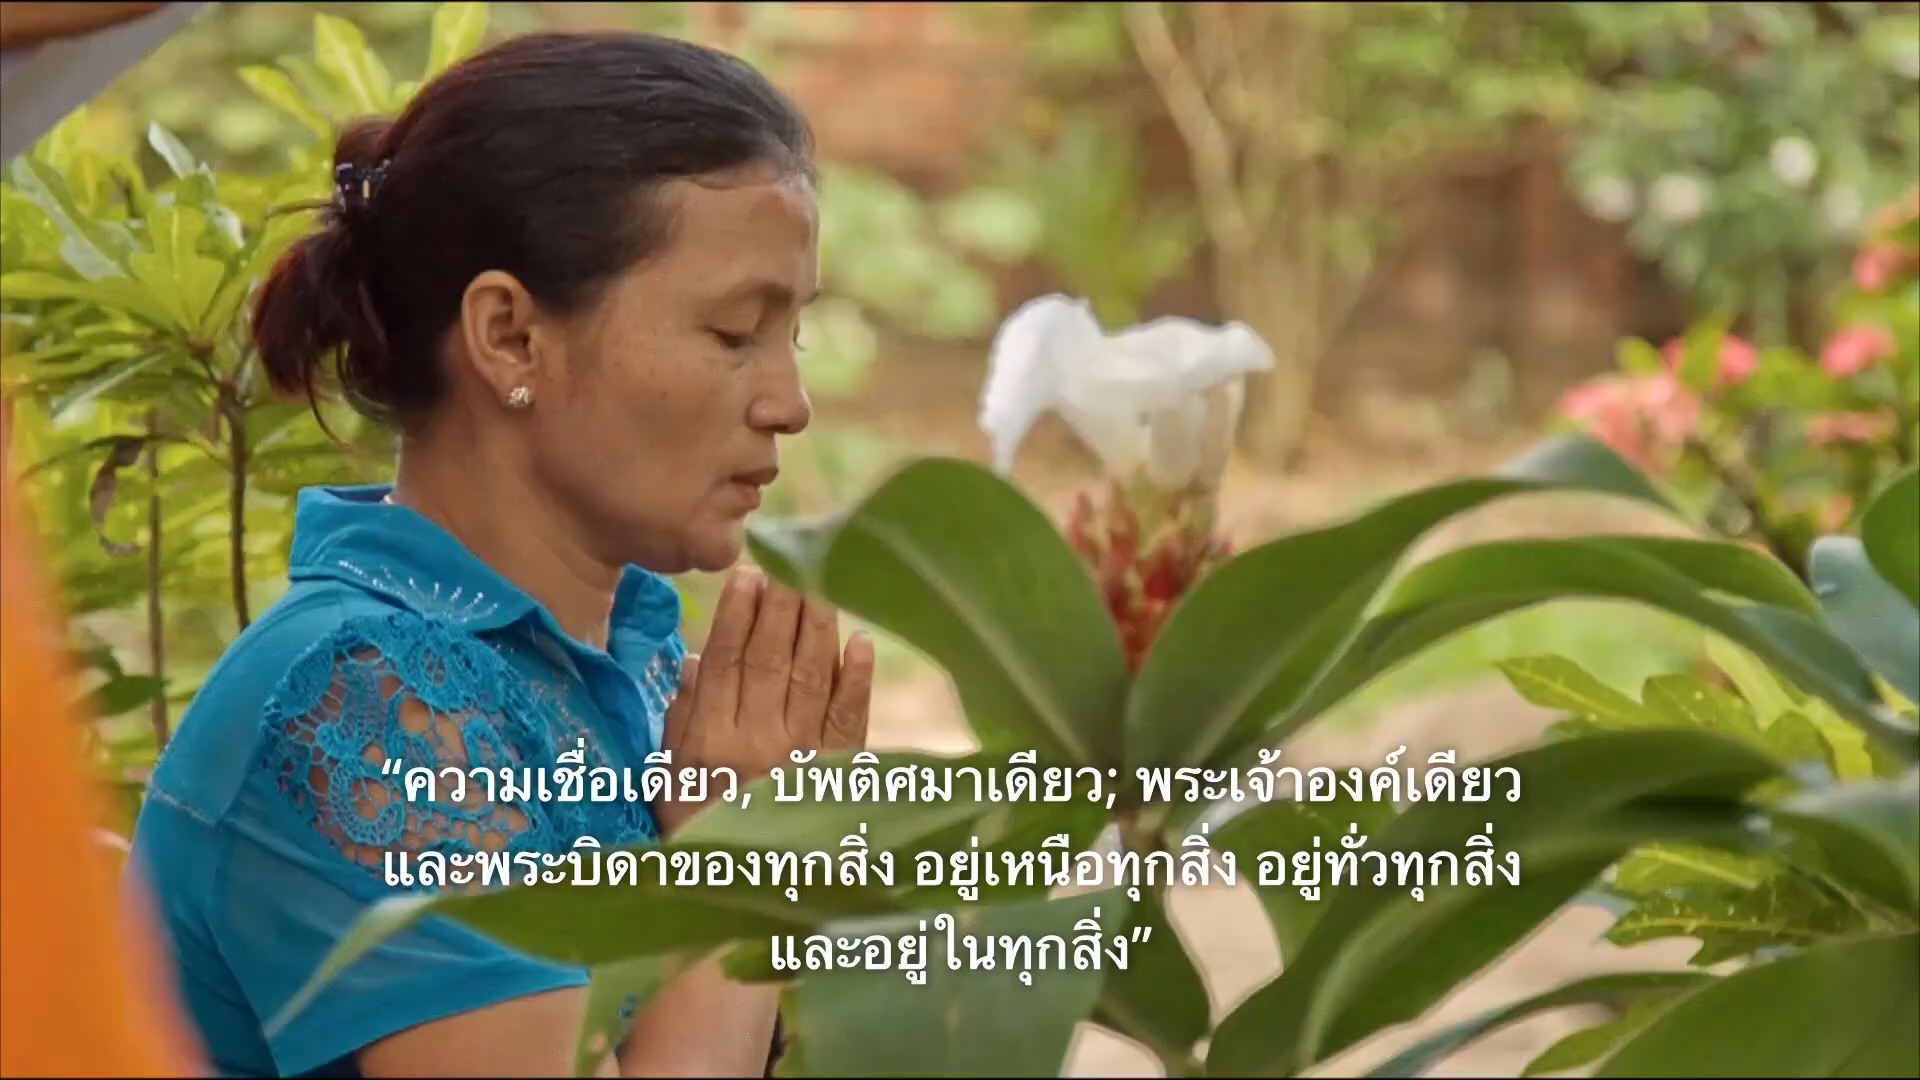 “ความเชื่อเดียว, บัพติศมาเดียว; พระเจ้าองค์เดียว
และพระบิดาของทุกสิ่ง อยู่เหนือทุกสิ่ง อยู่ทั่วทุกสิ่ง
และอยู่ในทุกสิ่ง”